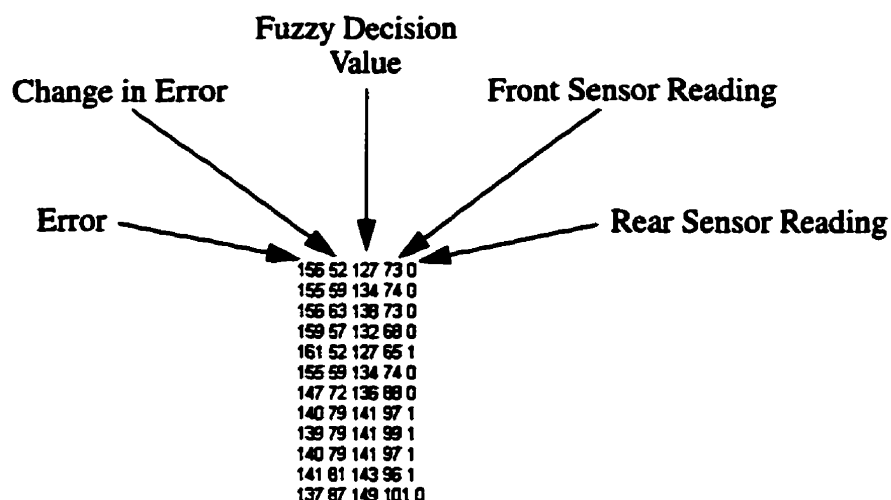 Fuzzy Decision
Value
Change in Error
Front Sensor Reading
Error
Rear Sensor Reading
156 52 127 73 0
155 59 134 74 0
156 63 138 73 0
159 57 132 68 0
161 52 127 65 1
155 59 134 74 0
147 72 136 88 0
140 79 141 97 1
139 79 141 99 1
140 79 141 97 1
141 81 143 96 1
137 87 149 101 0